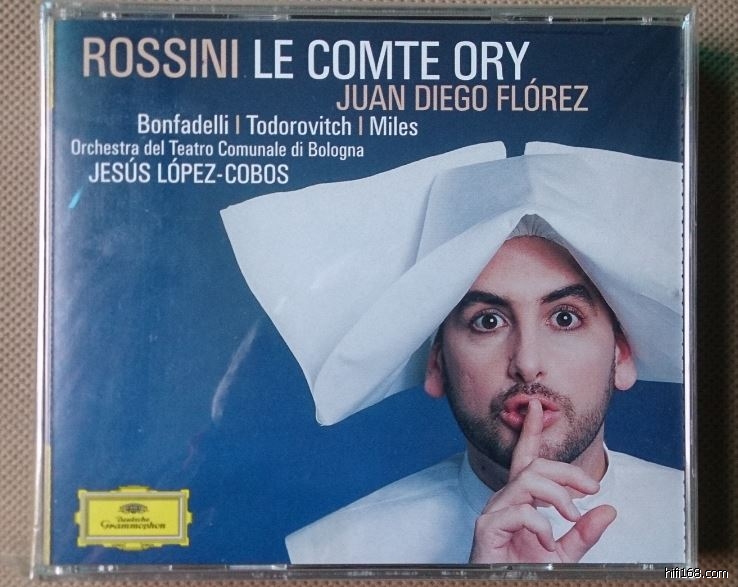 ROSSINI LE COMTE ORY
JUAN DIEGO FLÓREZ
Bonfadelli | Todorovitch | Miles
Orchestra del Teatro Comunale di Bologna
JESÚS LÓPEZ-COBOS
Deutsche
Grammophon
hifi168.com